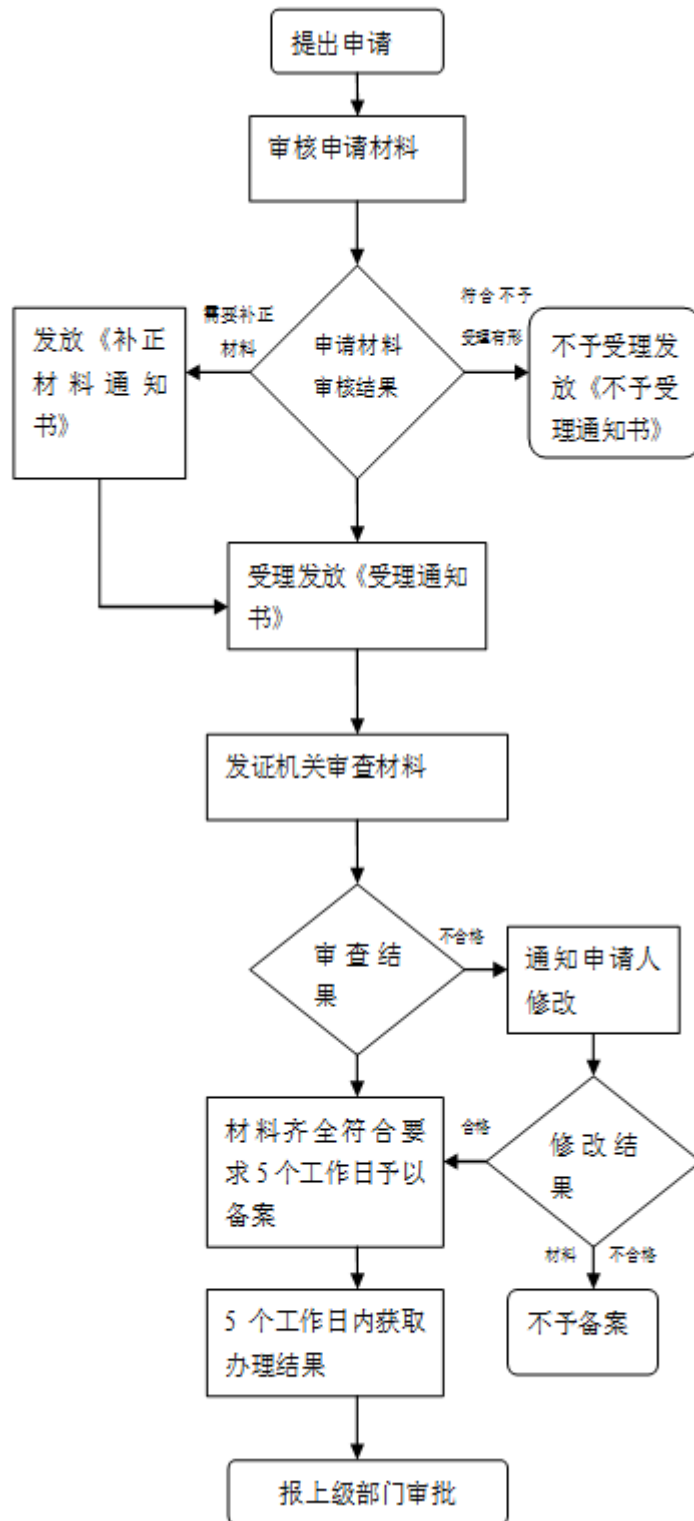 提出申请
审核申请材料
需要补正
材料
符合不予
受理有形
发放《补正
材料通知
书》
申请材料
审核结果
不予受理发
放《不予受
理通知书》
受理发放《受理通知
书》
发证机关审查材料
审查结
果
不合格
通知申请人
修改
材料齐全符合要
求5个工作日予以
备案
合格
修改结
果
材料 不合格
5个工作日内获取
办理结果
不予备案
报上级部门审批